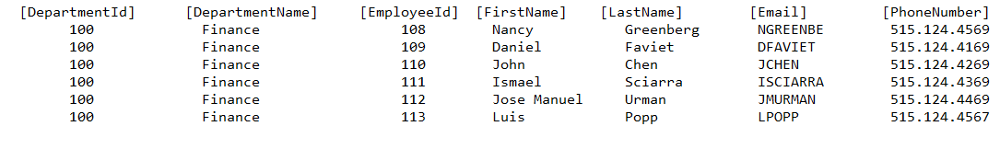 [DepartmentId] [DepartmentName] [EmployeeId] [FirstName] [LastName] [Email] [PhoneNumber]
100 Finance 108 Nancy Greenberg NGREENBE 515.124.4569
100 Finance 109 Daniel Faviet DFAVIET 515.124.4169
100 Finance 110 John Chen JCHEN 515.124.4269
100 Finance 111 Ismael Sciarra ISCIARRA 515.124.4369
100 Finance 112 Jose Manuel Urman JMURMAN 515.124.4469
100 Finance 113 Luis Popp LPOPP 515.124.4567